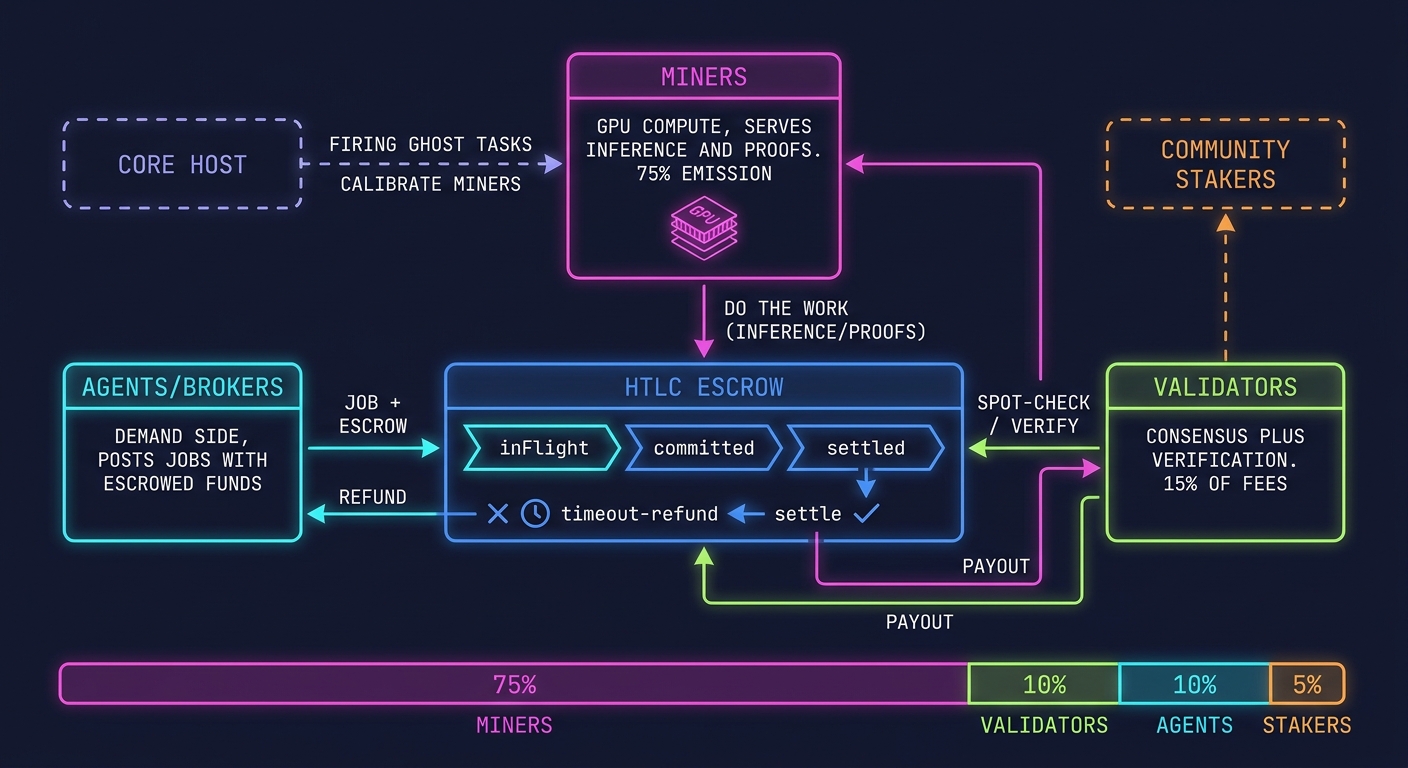 MINERS
GPU COMPUTE, SERVES
INFERENCE AND PROOFS.
75% EMISSION
GPU
CORE HOST
FIRING GHOST TASKS
CALIBRATE MINERS
COMMUNITY
STAKERS
DO THE WORK
(INFERENCE/PROOFS)
AGENTS/BROKERS
DEMAND SIDE,
POSTS JOBS WITH
ESCROWED FUNDS
JOB +
ESCROW
REFUND
HTLC ESCROW
inFlight
committed
settled
timeout-refund
settle
SPOT-CHECK
/ VERIFY
VALIDATORS
CONSENSUS PLUS
VERIFICATION.
15% OF FEES
PAYOUT
PAYOUT
75%
10%
10%
5%
MINERS
VALIDATORS
AGENTS
STAKERS